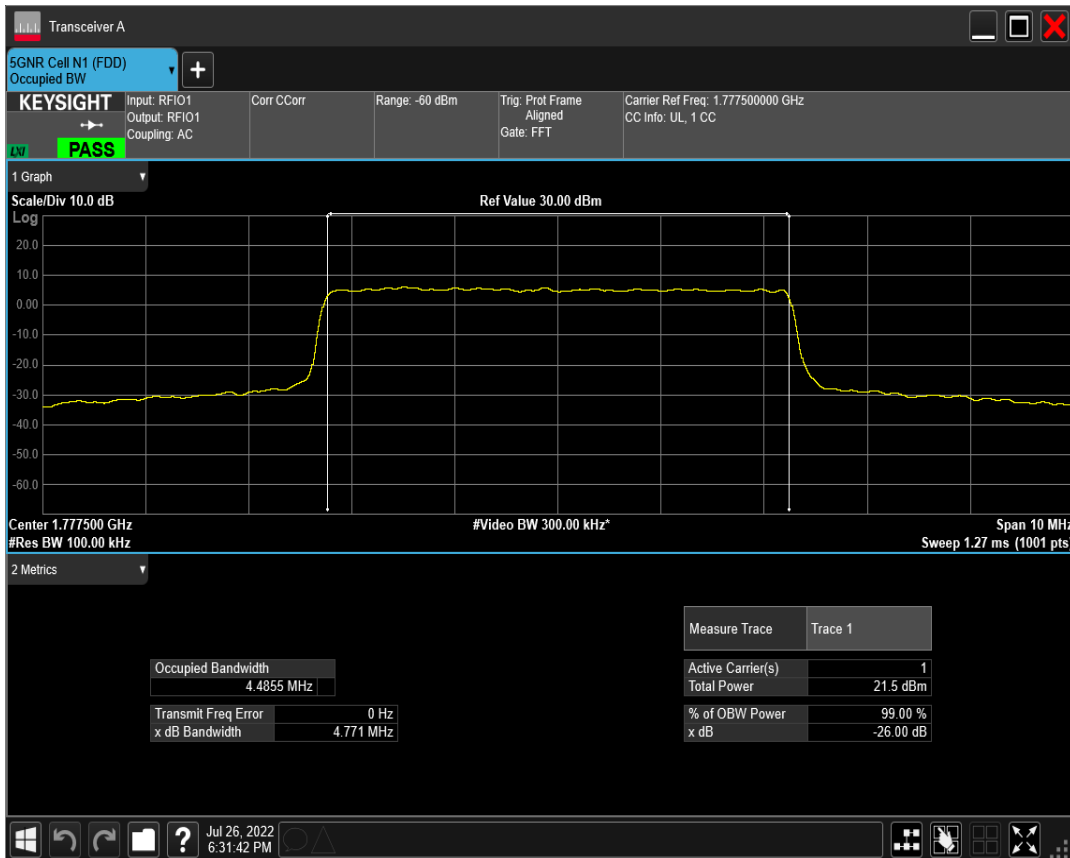 Transceiver A
5GNR Cell N1 (FDD)
Occupied BW
+
KEYSIGHT
LXI
PASS
Input: RFIO1
Output: RFIO1
Coupling: AC
Corr CCorr
Range: -60 dBm
Trig: Prot Frame
Aligned
Gate: FFT
Carrier Ref Freq: 1.777500000 GHz
CC Info: UL, 1 CC
1 Graph
Scale/Div 10.0 dB
Ref Value 30.00 dBm
Log
20.0
10.0
0.00
-10.0
-20.0
-30.0
-40.0
-50.0
-60.0
Center 1.777500 GHz
#Video BW 300.00 kHz*
Span 10 MHz
#Res BW 100.00 kHz
Sweep 1.27 ms (1001 pts)
2 Metrics
Measure Trace Trace 1
Occupied Bandwidth
4.4855 MHz
Active Carrier(s) 1
Total Power 21.5 dBm
Transmit Freq Error 0 Hz
x dB Bandwidth 4.771 MHz
% of OBW Power 99.00 %
x dB -26.00 dB
?
Jul 26, 2022
6:31:42 PM